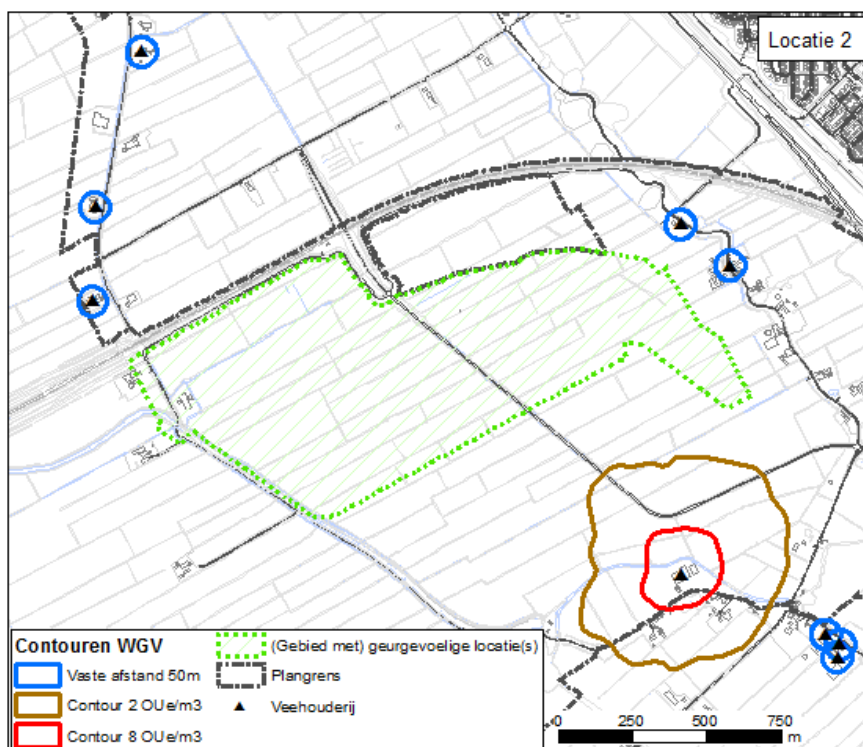 Locatie 2
Contouren WGV
Vaste afstand 50m
Contour 2 OUe/m3
Contour 8 OUe/m3
(Gebied met) geurgevoelige locatie(s)
Plangrens
Veehouderij
0 250 500 750
m